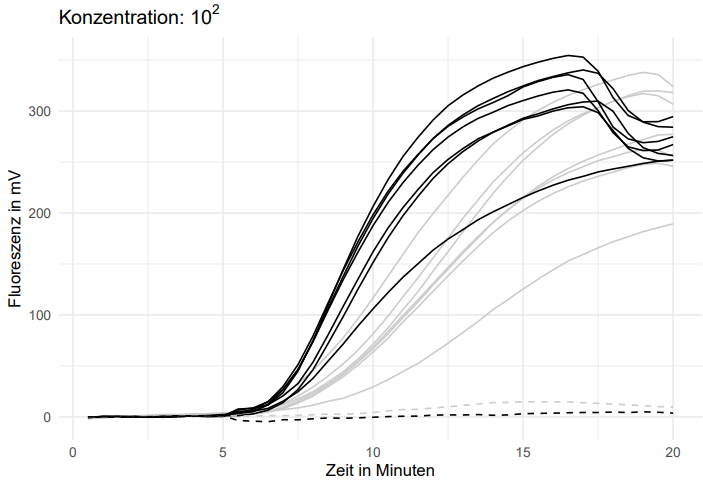 Konzentration: 10²
Fluoreszenz in mV
300
200
100
0
0 5 10 15 20
Zeit in Minuten